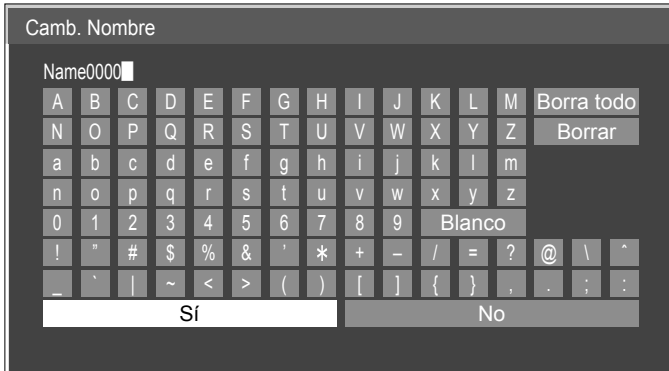 Camb. Nombre
Name0000
A B C D E F G H I J K L M Borra todo
N O P Q R S T U V W X Y Z Borrar
a b c d e f g h i j k l m
n o p q r s t u v w x y z
0 1 2 3 4 5 6 7 8 9 Blanco
! " # $ % & ' * + – / = ? @ \ ^
_ ` | ~ < > ( ) [ ] { } , . ; :
Sí No